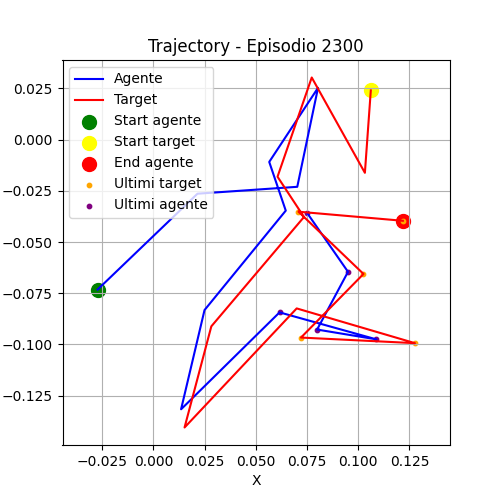 Trajectory - Episodio 2300
Agente
Target
Start agente
Start target
End agente
Ultimi target
Ultimi agente
0.025
0.000
−0.025
−0.050
−0.075
−0.100
−0.125
−0.025 0.000 0.025 0.050 0.075 0.100 0.125
X